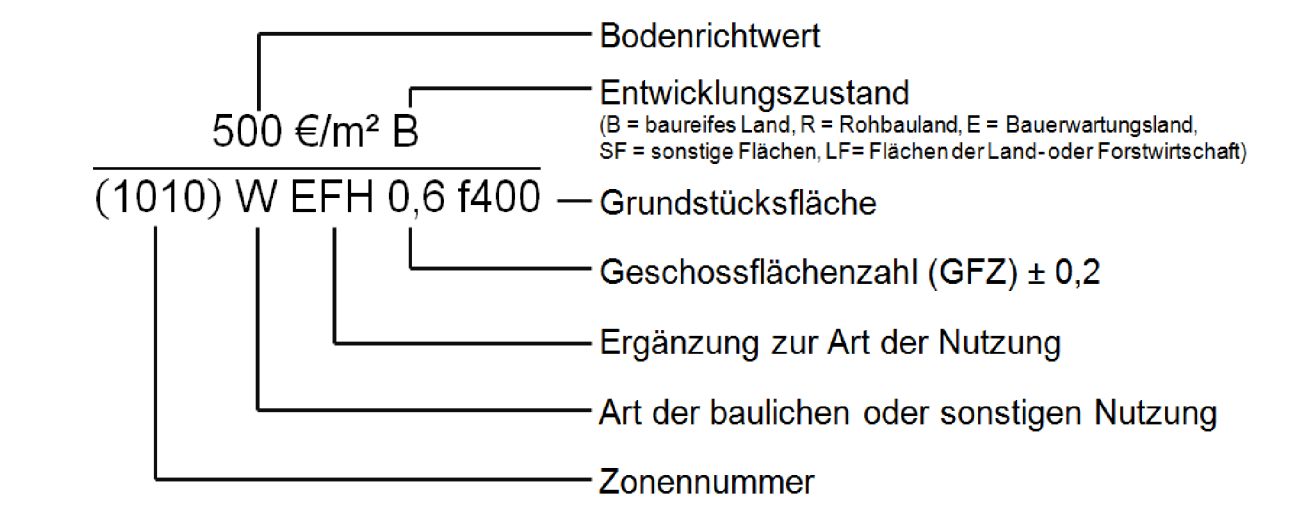 Bodenrichtwert
Entwicklungszustand
500 €/m² B
(B = baureifes Land, R = Rohbauland, E = Bauerwartungsland,
SF = sonstige Flächen, LF= Flächen der Land- oder Forstwirtschaft)
(1010) W EFH 0,6 f400
Grundstücksfläche
Geschossflächenzahl (GFZ) ± 0,2
Ergänzung zur Art der Nutzung
Art der baulichen oder sonstigen Nutzung
Zonennummer